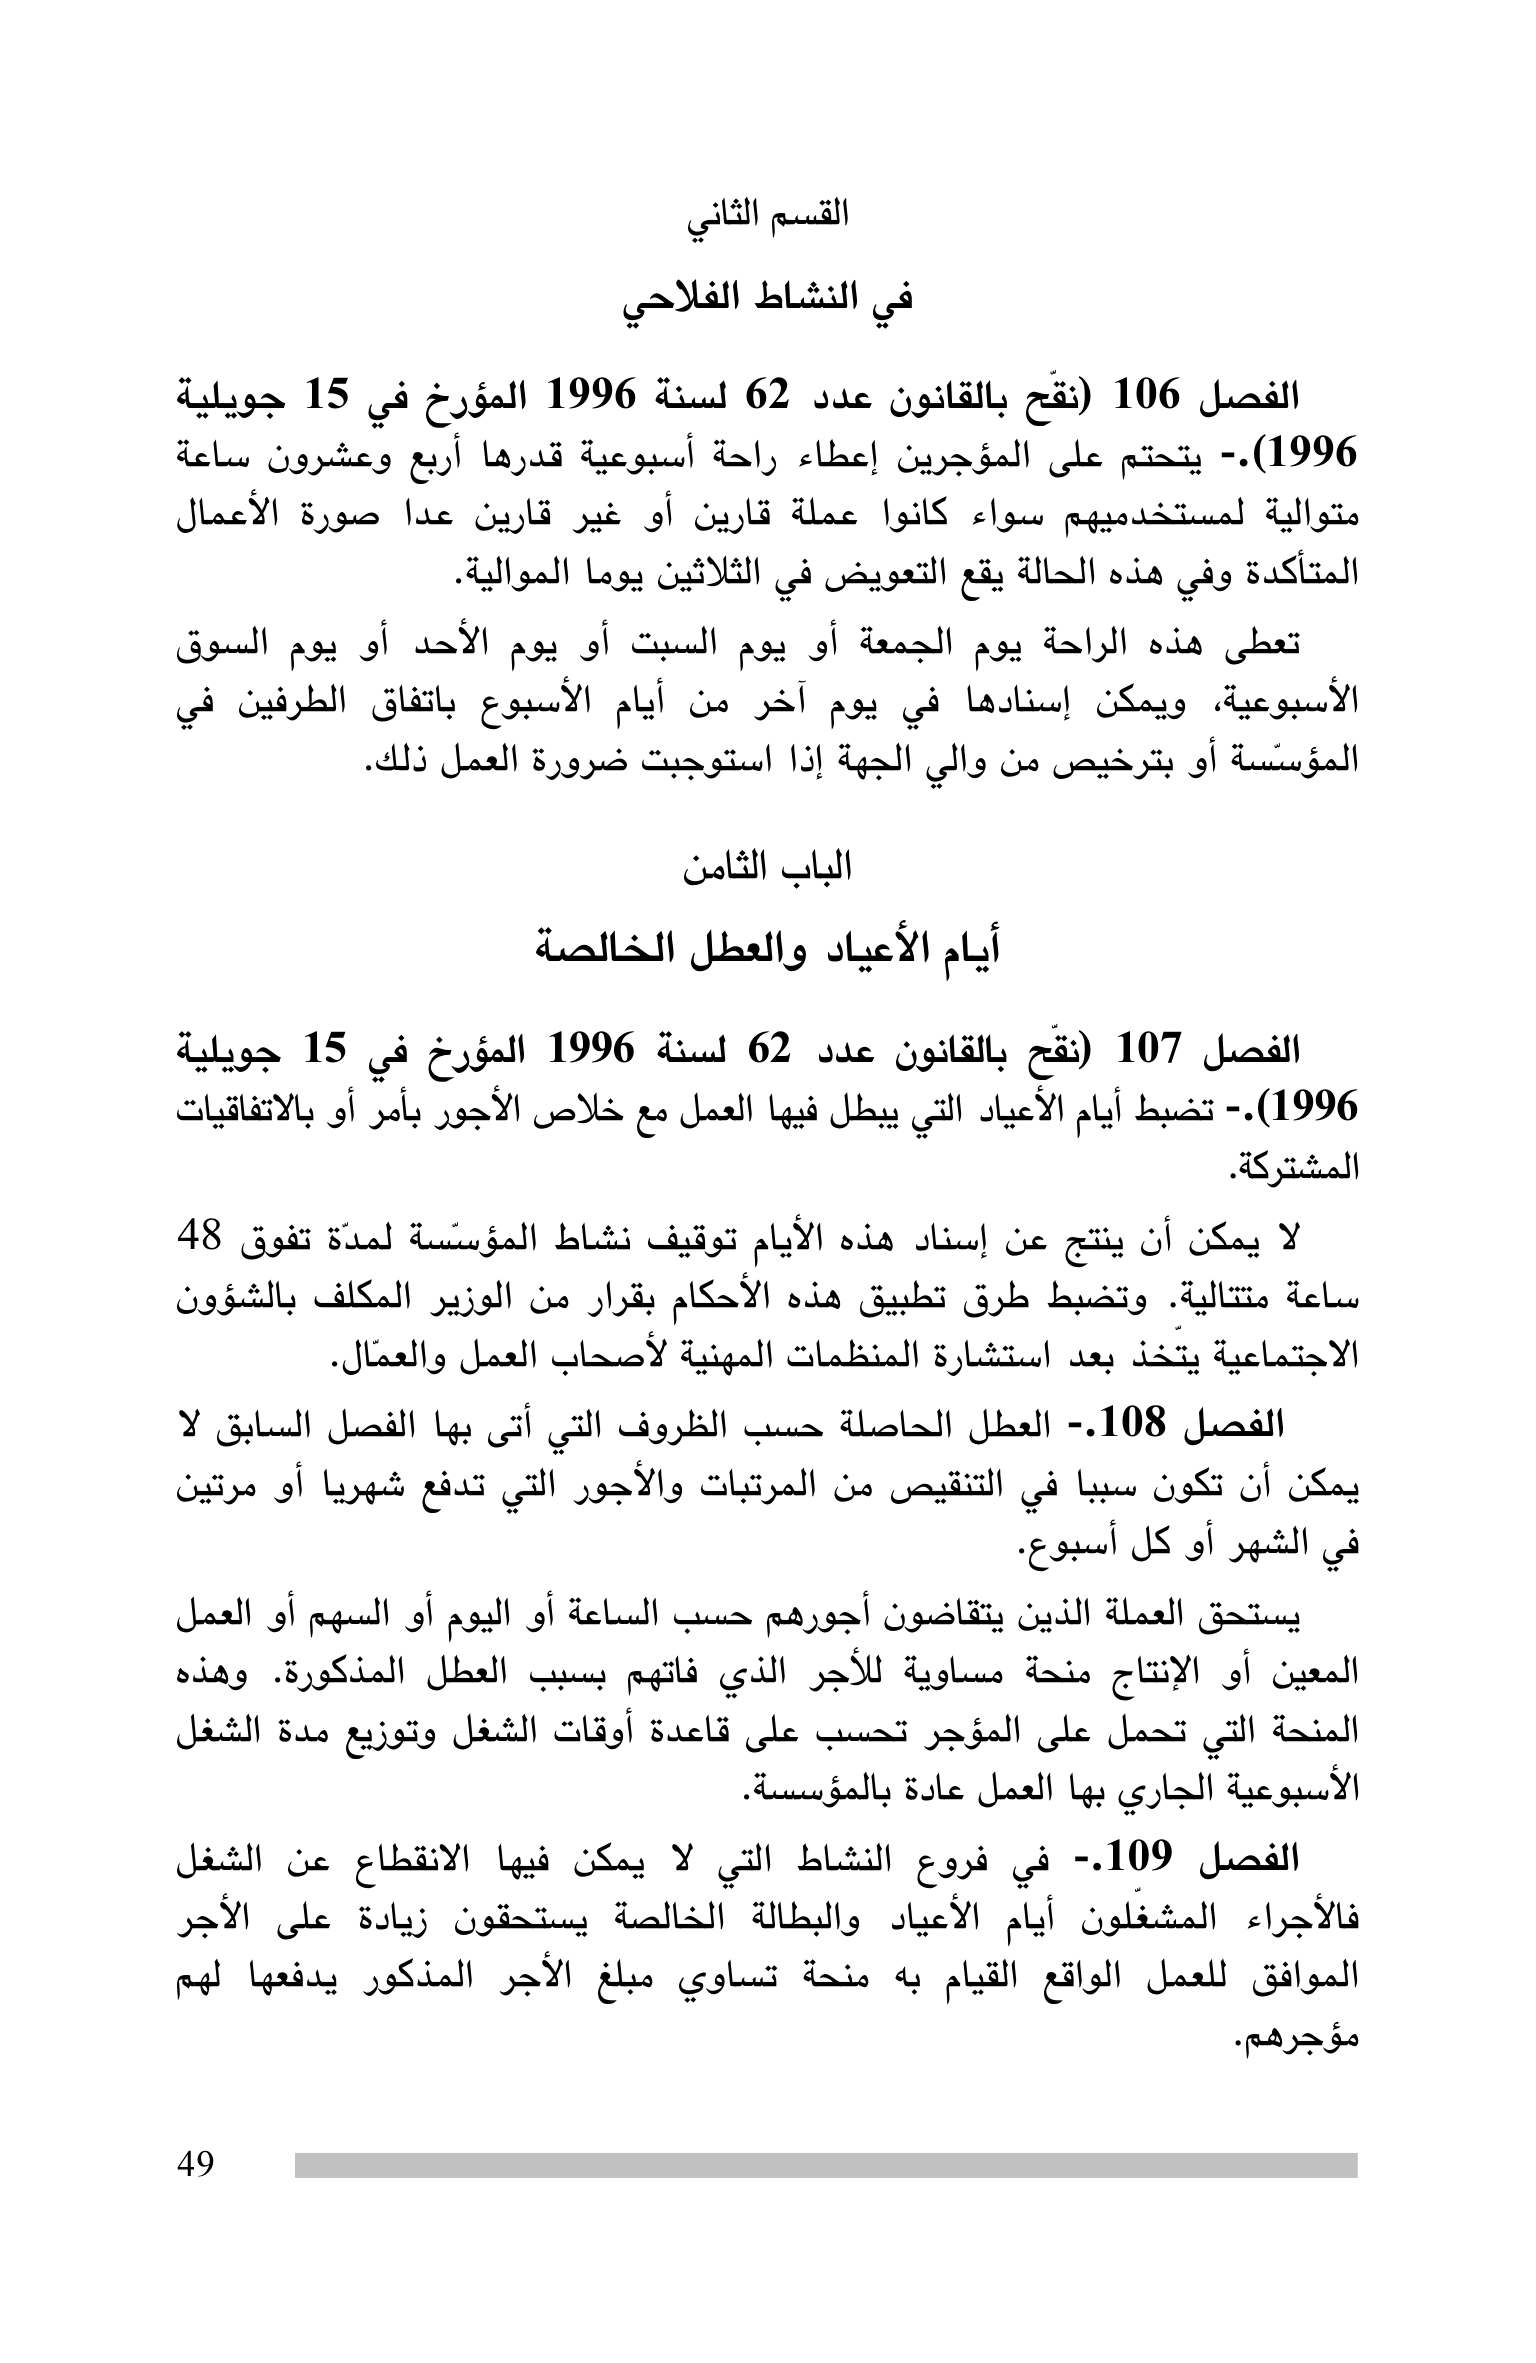 القسم الثاني
في النشاط الفلاحي
الفصل 106 (نقّح بالقانون عدد 62 لسنة 1996 المؤرخ في 15 جويلية
1996).- يتحتم على المؤجرين إعطاء راحة أسبوعية قدرها أربع وعشرون ساعة
متوالية لمستخدميهم سواء كانوا عملة قارين أو غير قارين عدا صورة الأعمال
المتأكدة وفي هذه الحالة يقع التعويض في الثلاثين يوما الموالية.
تعطى هذه الراحة يوم الجمعة أو يوم السبت أو يوم الأحد أو يوم السوق
الأسبوعية، ويمكن إسنادها في يوم آخر من أيام الأسبوع باتفاق الطرفين في
المؤسّسة أو بترخيص من والي الجهة إذا استوجبت ضرورة العمل ذلك.
الباب الثامن
أيام الأعياد والعطل الخالصة
الفصل 107 (نقّح بالقانون عدد 62 لسنة 1996 المؤرخ في 15 جويلية
1996).- تضبط أيام الأعياد التي يبطل فيها العمل مع خلاص الأجور بأمر أو بالاتفاقيات
المشتركة.
لا يمكن أن ينتج عن إسناد هذه الأيام توقيف نشاط المؤسّسة لمدّة تفوق 48
ساعة متتالية. وتضبط طرق تطبيق هذه الأحكام بقرار من الوزير المكلف بالشؤون
الاجتماعية يتّخذ بعد استشارة المنظمات المهنية لأصحاب العمل والعمّال.
الفصل 108.- العطل الحاصلة حسب الظروف التي أتى بها الفصل السابق لا
يمكن أن تكون سببا في التنقيص من المرتبات والأجور التي تدفع شهريا أو مرتين
في الشهر أو كل أسبوع.
يستحق العملة الذين يتقاضون أجورهم حسب الساعة أو اليوم أو السهم أو العمل
المعين أو الإنتاج منحة مساوية للأجر الذي فاتهم بسبب العطل المذكورة. وهذه
المنحة التي تحمل على المؤجر تحسب على قاعدة أوقات الشغل وتوزيع مدة الشغل
الأسبوعية الجاري بها العمل عادة بالمؤسسة.
الفصل 109.- في فروع النشاط التي لا يمكن فيها الانقطاع عن الشغل
فالأجراء المشغّلون أيام الأعياد والبطالة الخالصة يستحقون زيادة على الأجر
الموافق للعمل الواقع القيام به منحة تساوي مبلغ الأجر المذكور يدفعها لهم
مؤجرهم.
49